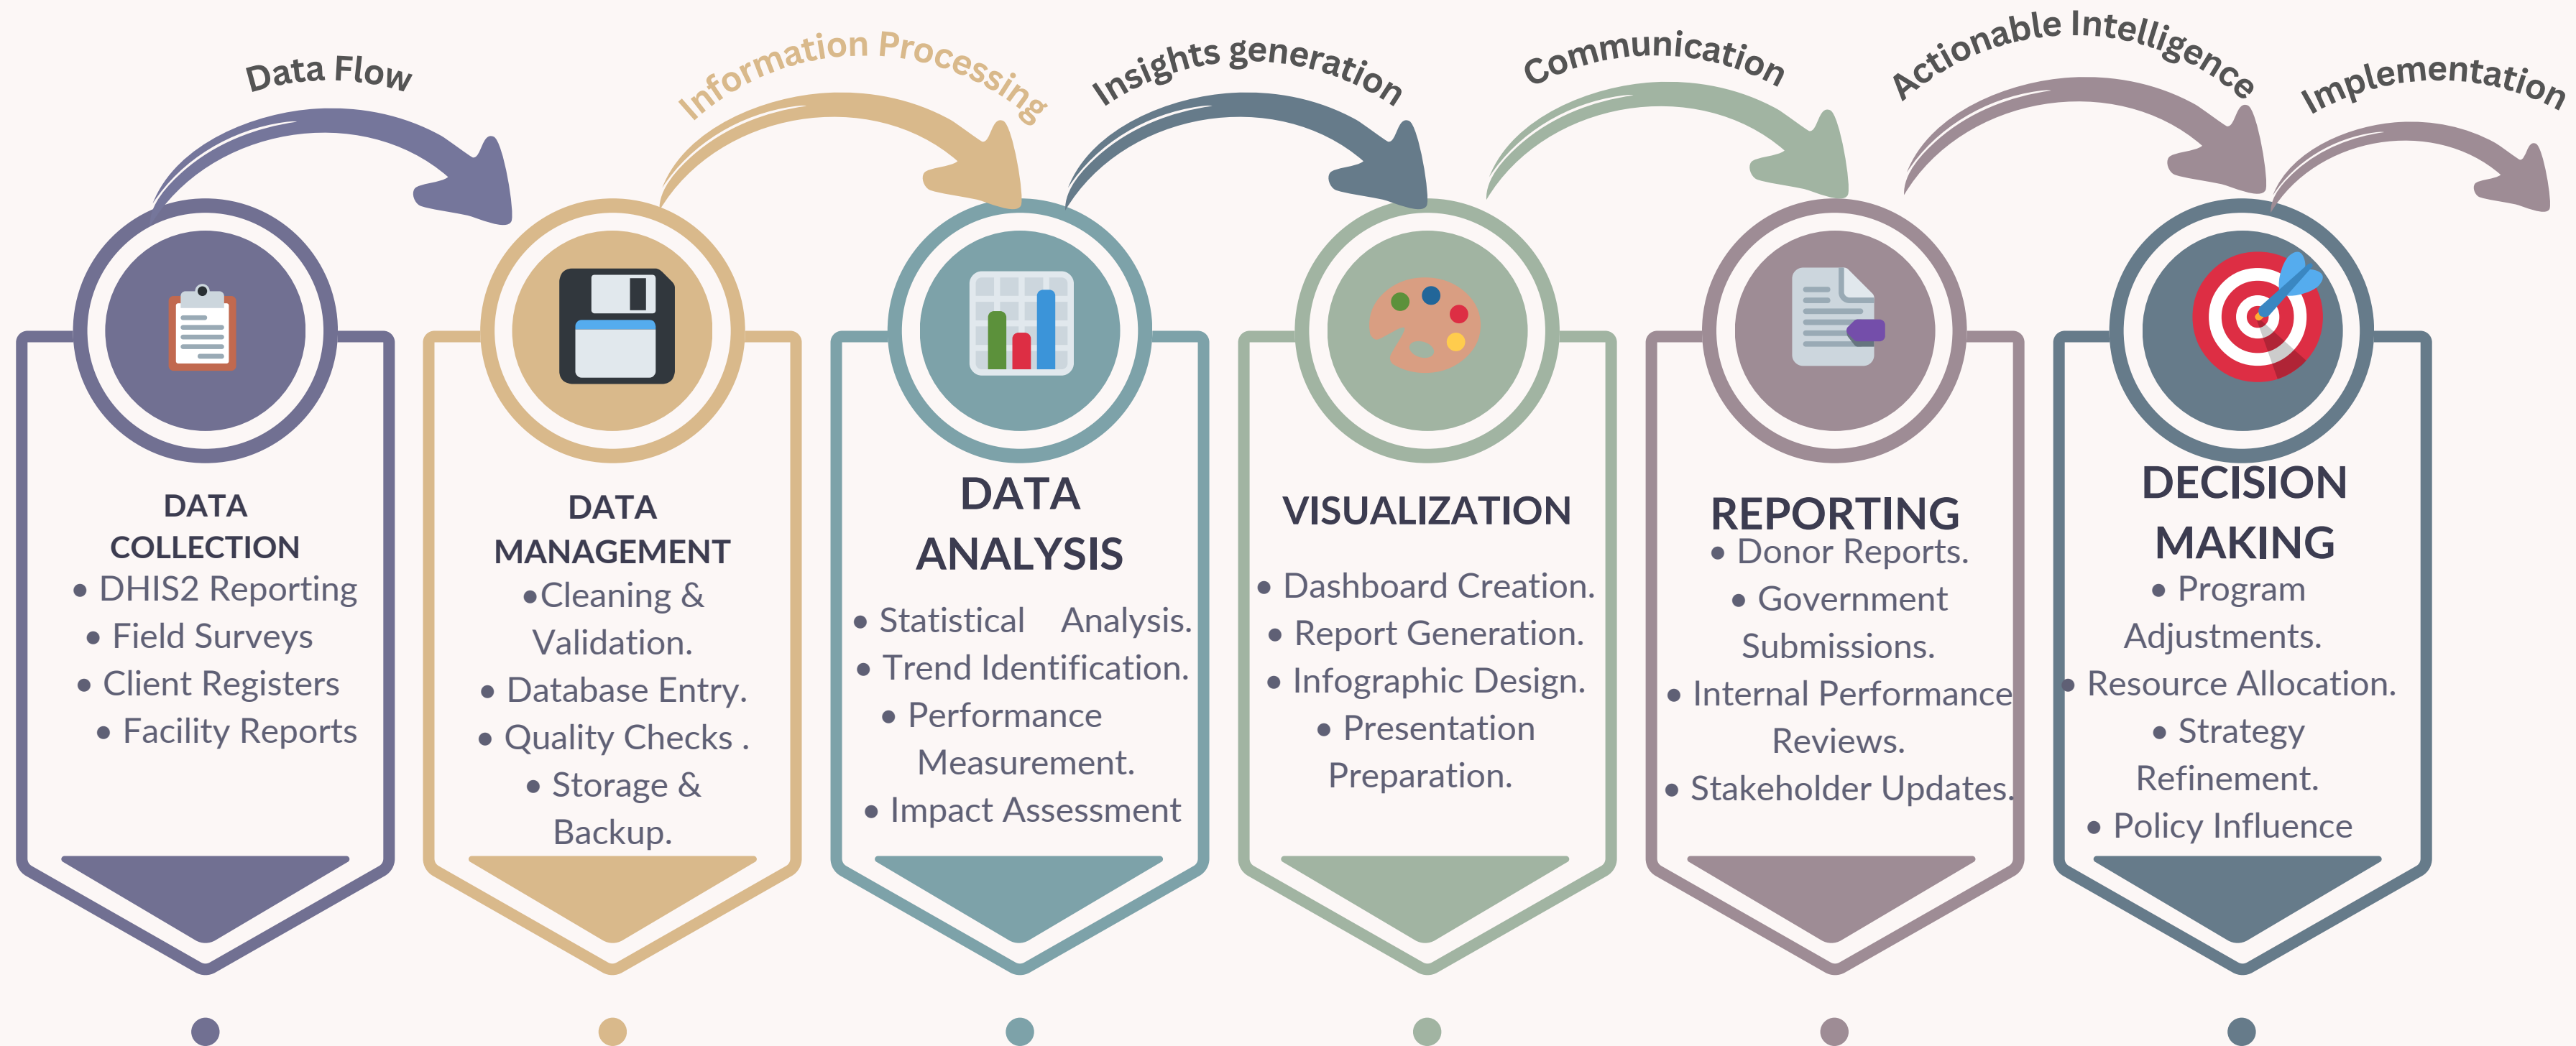 Data Flow
Information Processing
Insights generation
Communication
Actionable Intelligence
Implementation
DATA
COLLECTION
• DHIS2 Reporting
• Field Surveys
• Client Registers
• Facility Reports
DATA
MANAGEMENT
•Cleaning &
Validation.
• Database Entry.
• Quality Checks .
• Storage &
Backup.
DATA
ANALYSIS
• Statistical Analysis.
• Trend Identification.
• Performance
Measurement.
• Impact Assessment
VISUALIZATION
• Dashboard Creation.
• Report Generation.
• Infographic Design.
• Presentation
Preparation.
REPORTING
• Donor Reports.
• Government
Submissions.
• Internal Performance
Reviews.
• Stakeholder Updates.
DECISION
MAKING
• Program
Adjustments.
• Resource Allocation.
• Strategy
Refinement.
• Policy Influence